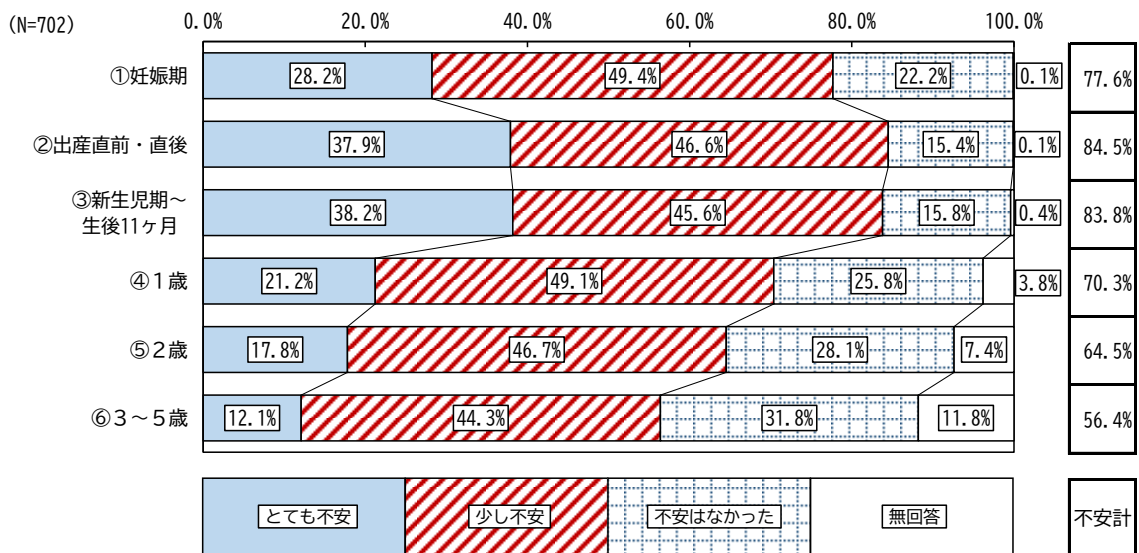 (N=702)
0.0% 20.0% 40.0% 60.0% 80.0% 100.0%
①妊娠期 28.2% 49.4% 22.2% 0.1% 77.6%
②出産直前・直後 37.9% 46.6% 15.4% 0.1% 84.5%
③新生児期～
生後11ヶ月 38.2% 45.6% 15.8% 0.4% 83.8%
④１歳 21.2% 49.1% 25.8% 3.8% 70.3%
⑤２歳 17.8% 46.7% 28.1% 7.4% 64.5%
⑥３～５歳 12.1% 44.3% 31.8% 11.8% 56.4%
とても不安 少し不安 不安はなかった 無回答 不安計